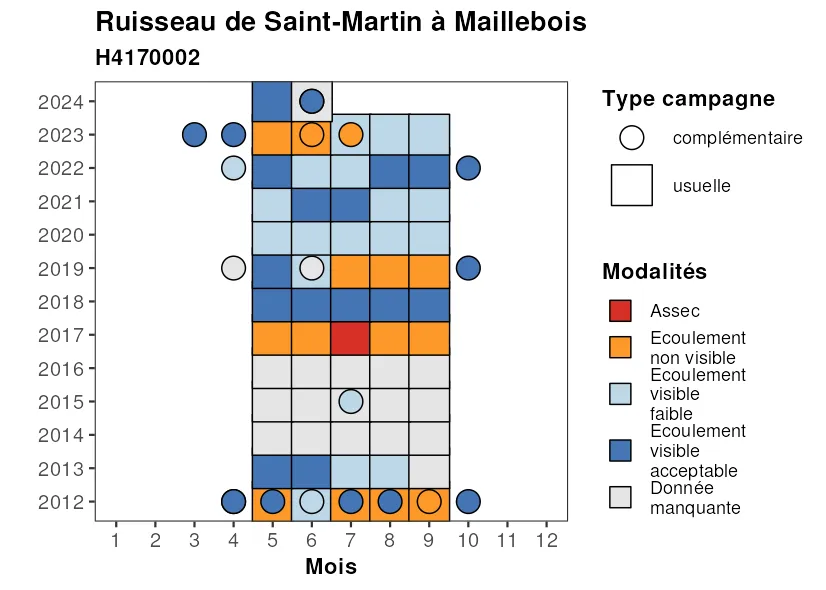 Ruisseau de Saint-Martin à Maillebois
H4170002
2024
2023
2022
2021
2020
2019
2018
2017
2016
2015
2014
2013
2012
1 2 3 4 5 6 7 8 9 10 11 12
Mois
Type campagne
complémentaire
usuelle
Modalités
Assec
Ecoulement
non visible
Ecoulement
visible
faible
Ecoulement
visible
acceptable
Donnée
manquante